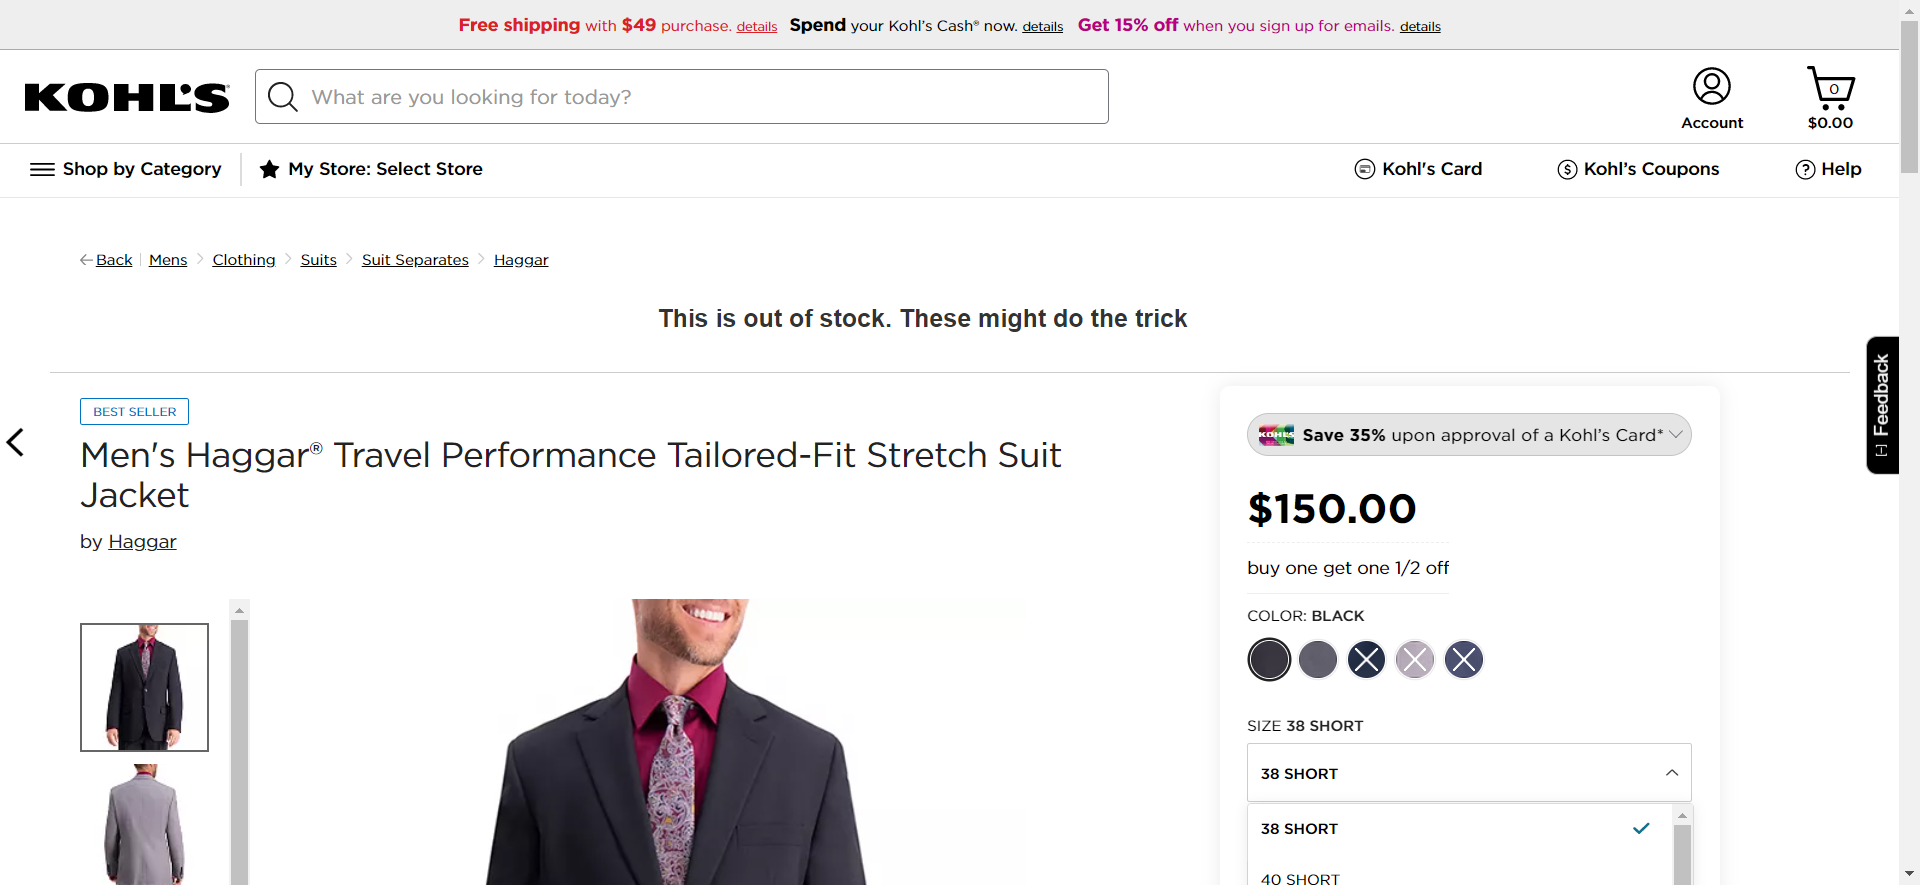 Free shipping with $49 purchase. details Spend your Kohl's Cash® now. details Get 15% off when you sign up for emails. details
KOHL'S
What are you looking for today?
0
Account
$0.00
Shop by Category
My Store: Select Store
Kohl's Card
Kohl's Coupons
Help
Back
Mens
Clothing
Suits
Suit Separates
Haggar
This is out of stock. These might do the trick
[-] Feedback
BEST SELLER
Men's Haggar® Travel Performance Tailored-Fit Stretch Suit
Jacket
by Haggar
KOHL'S
Save 35% upon approval of a Kohl's Card*
$150.00
buy one get one 1/2 off
COLOR: BLACK
SIZE 38 SHORT
38 SHORT
38 SHORT
40 SHORT